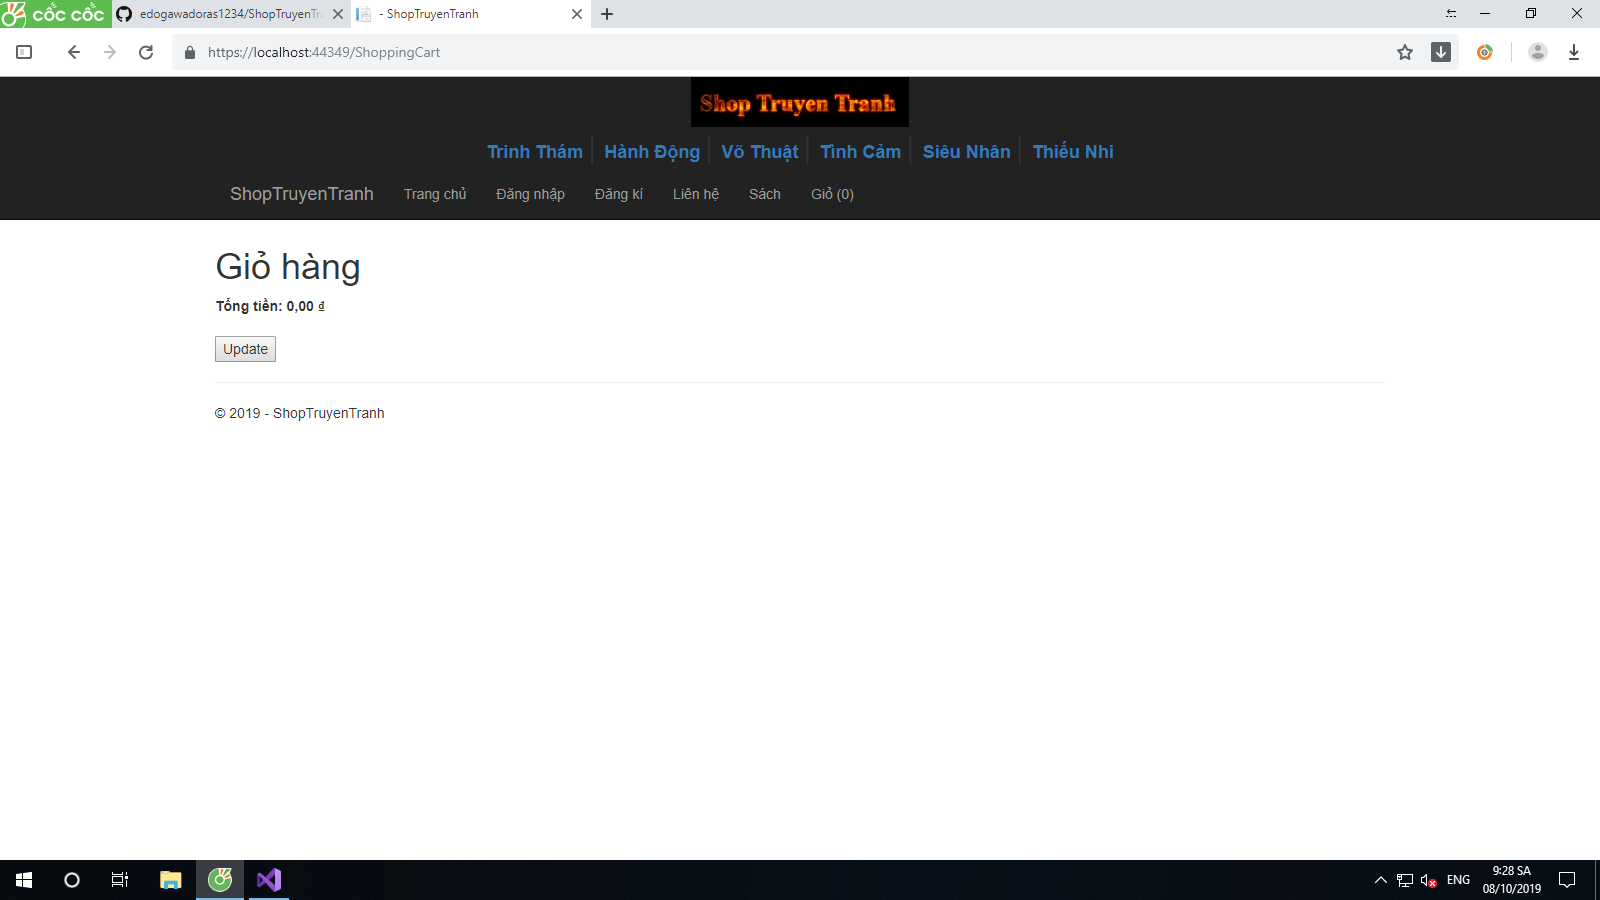 cốc cốc
edogawadoras1234/ShopTruyenTr
- ShopTruyenTranh
https://localhost:44349/ShoppingCart
Shop Truyen Tranh
Trinh Thám
Hành Động
Võ Thuật
Tình Cảm
Siêu Nhân
Thiếu Nhi
ShopTruyenTranh
Trang chủ
Đăng nhập
Đăng kí
Liên hệ
Sách
Giỏ (0)
Giỏ hàng
Tổng tiền: 0,00 ₫
Update
© 2019 - ShopTruyenTranh
ENG
9:28 SA
08/10/2019